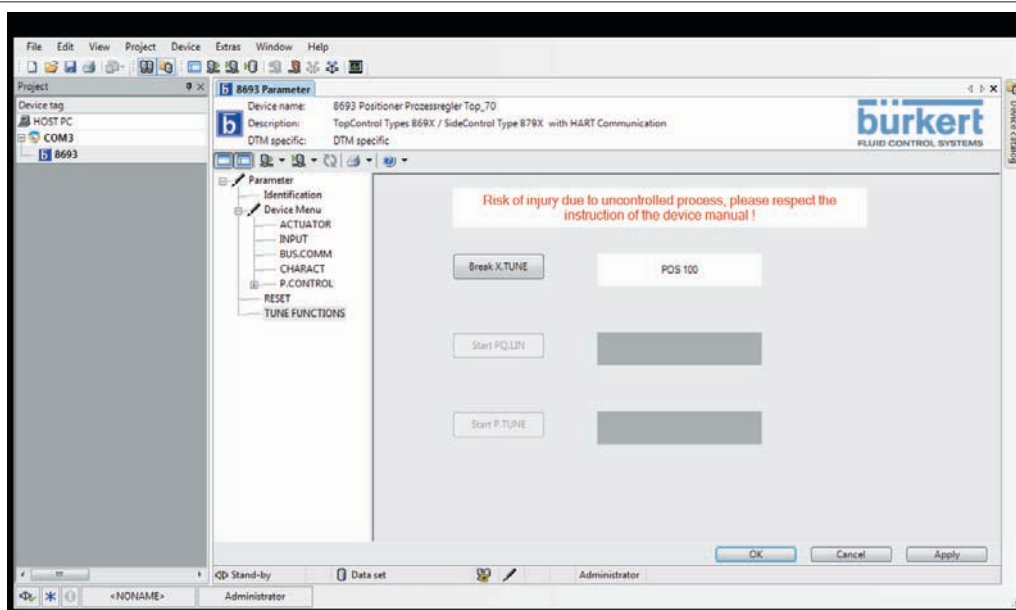 File Edit View Project Device Extras Window Help
Project
Device tag
HOST PC
COM3
8693
8693 Parameter
Device name: 8693 Positioner Prozessregler Top_70
Description: TopControl Types 869X / SideControl Type 879X with HART Communication
DTM specific: DTM specific
burkert
FLUID CONTROL SYSTEMS
Device catalog
Parameter
Identification
Device Menu
ACTUATOR
INPUT
BUS.COMM
CHARACT
P.CONTROL
RESET
TUNE FUNCTIONS
Risk of injury due to uncontrolled process, please respect the
instruction of the device manual !
Break X.TUNE
POS 100
Start PQ.LIN
Start P.TUNE
OK Cancel Apply
Stand-by Data set Administrator
<NONAME> Administrator